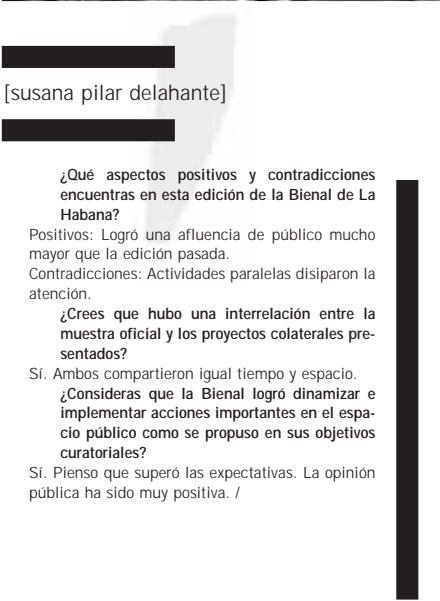 [susana pilar delahante]
¿Qué aspectos positivos y contradicciones
encuentras en esta edición de la Bienal de La
Habana?
Positivos: Logró una afluencia de público mucho
mayor que la edición pasada.
Contradicciones: Actividades paralelas disiparon la
atención.
¿Crees que hubo una interrelación entre la
muestra oficial y los proyectos colaterales pre-
sentados?
Sí. Ambos compartieron igual tiempo y espacio.
¿Consideras que la Bienal logró dinamizar e
implementar acciones importantes en el espa-
cio público como se propuso en sus objetivos
curatoriales?
Sí. Pienso que superó las expectativas. La opinión
pública ha sido muy positiva. /